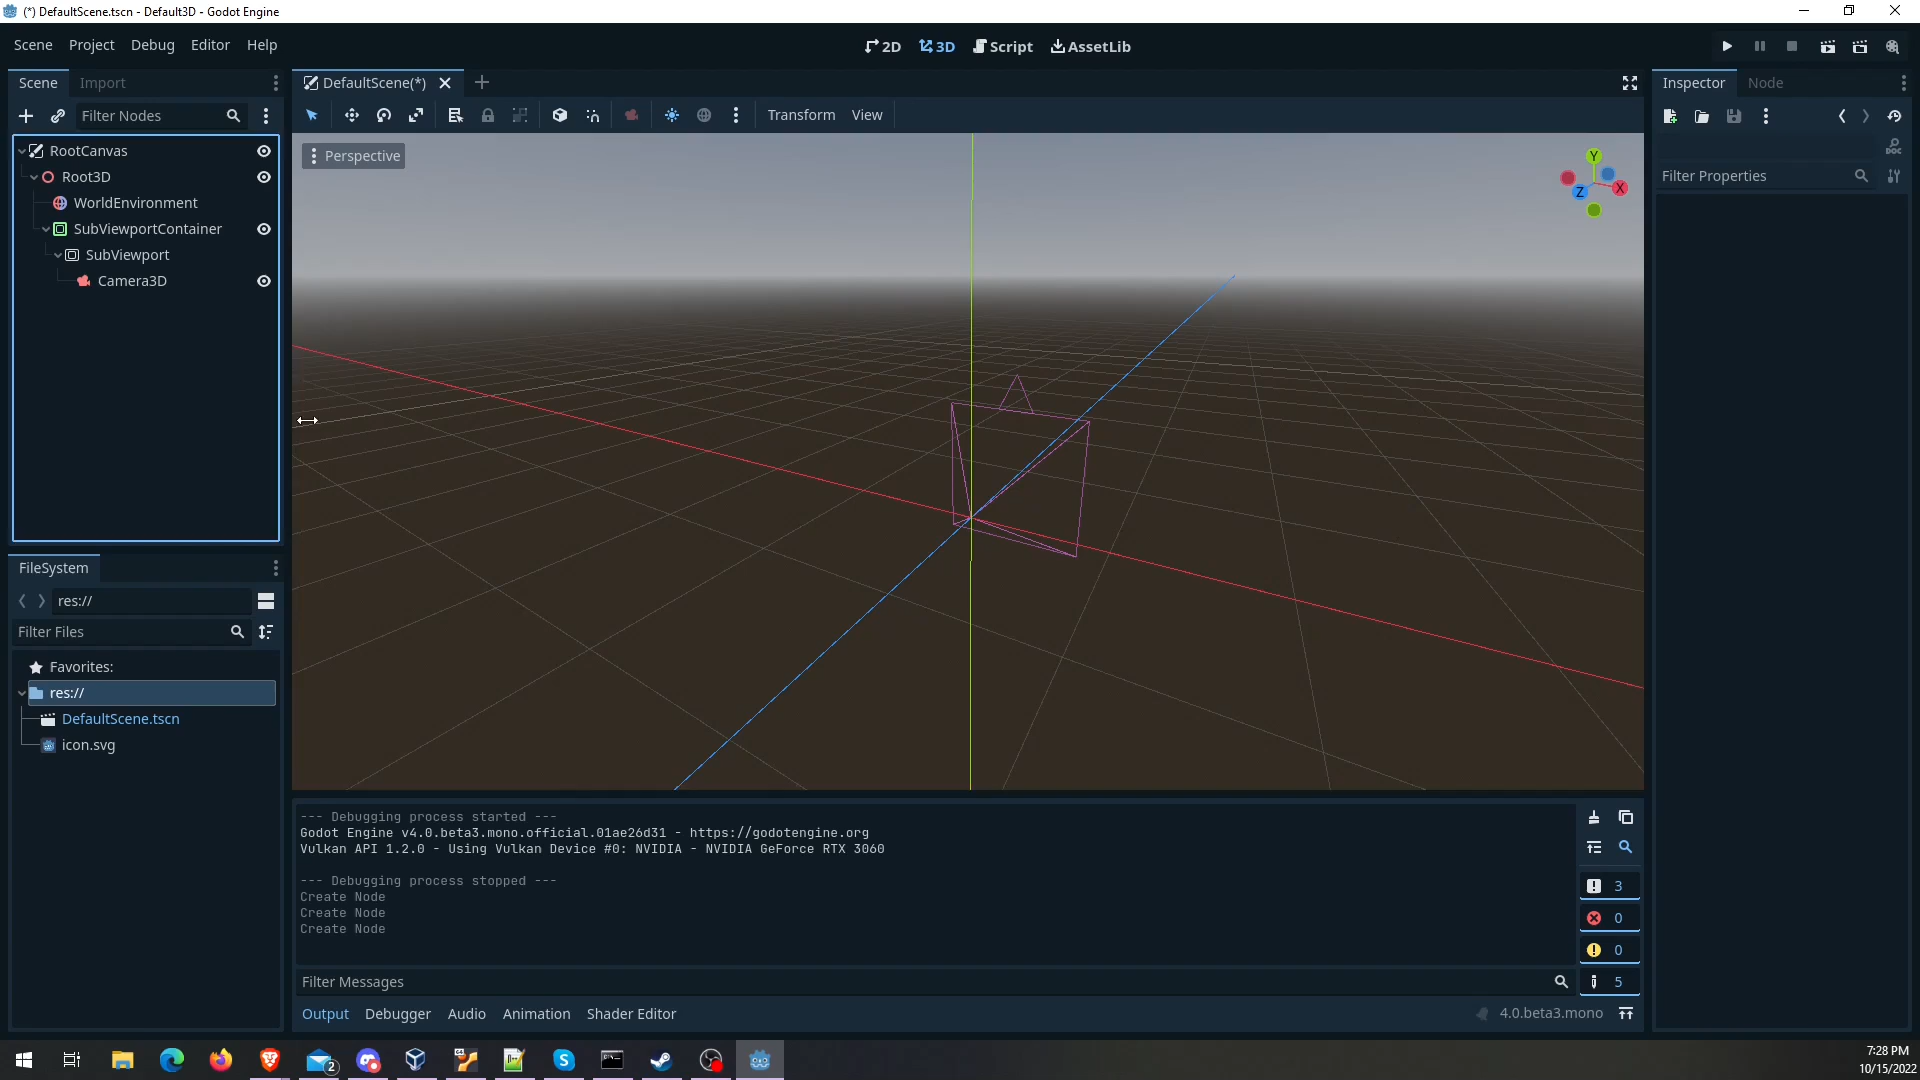 (*) DefaultScene.tscn - Default3D - Godot Engine
Scene Project Debug Editor Help
2D 3D Script AssetLib
Scene Import
DefaultScene(*)
Inspector Node
Filter Nodes
Transform View
RootCanvas
Root3D
WorldEnvironment
SubViewportContainer
SubViewport
Camera3D
Perspective
Y
X
Z
DOC
Filter Properties
FileSystem
res://
Filter Files
Favorites:
res://
DefaultScene.tscn
icon.svg
--- Debugging process started ---
Godot Engine v4.0.beta3.mono.official.01ae26d31 - https://godotengine.org
Vulkan API 1.2.0 - Using Vulkan Device #0: NVIDIA - NVIDIA GeForce RTX 3060
--- Debugging process stopped ---
Create Node
Create Node
Create Node
3
0
0
5
Filter Messages
Output Debugger Audio Animation Shader Editor
4.0.beta3.mono
2
7:28 PM
10/15/2022